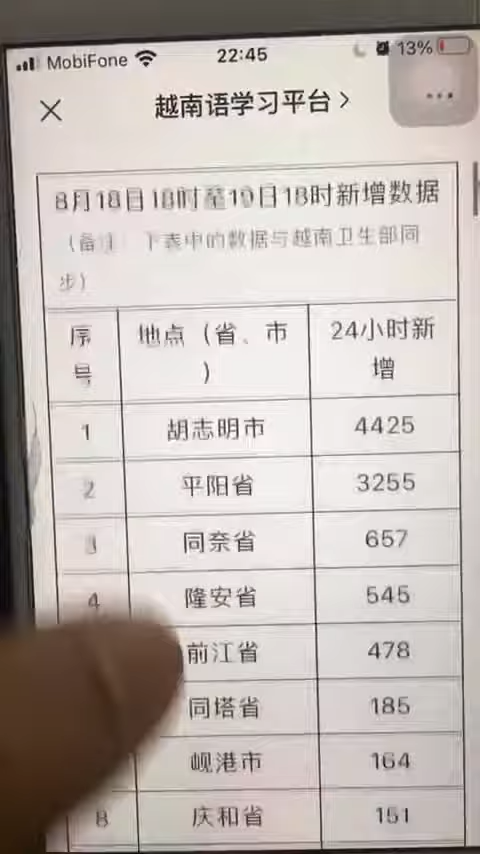 MobiFone
22:45
13%
越南语学习平台
8月18日18时至19日18时新增数据
(备注:下表中的数据与越南卫生部同
步)
序号 地点(省、市) 24小时新增
1 胡志明市 4425
2 平阳省 3255
3 同奈省 657
4 隆安省 545
前江省 478
同塔省 185
岘港市 164
8 庆和省 151